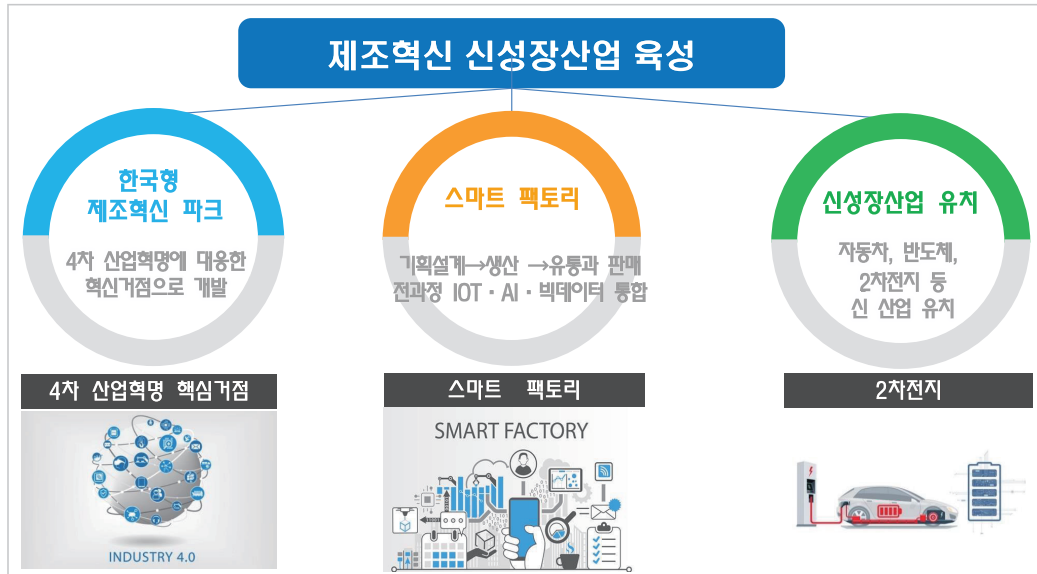 제조혁신 신성장산업 육성
한국형
제조혁신 파크
4차 산업혁명에 대응한
혁신거점으로 개발
스마트 팩토리
기획설계→생산 →유통과 판매
전과정 IOT · AI · 빅데이터 통합
신성장산업 유치
자동차, 반도체,
2차전지 등
신 산업 유치
4차 산업혁명 핵심거점
스마트 팩토리
2차전지
INDUSTRY 4.0
SMART FACTORY